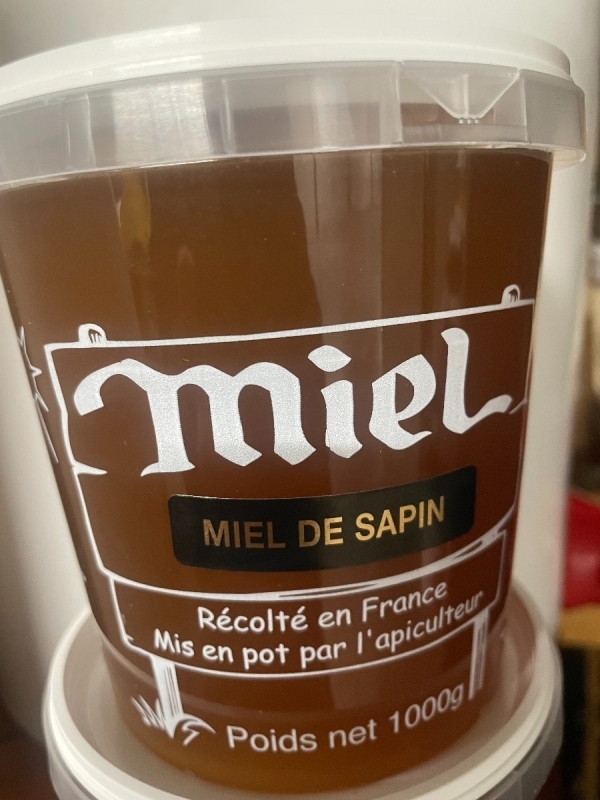 miel
MIEL DE SAPIN
Récolté en France
Mis en pot par l'apiculteur
Poids net 1000g